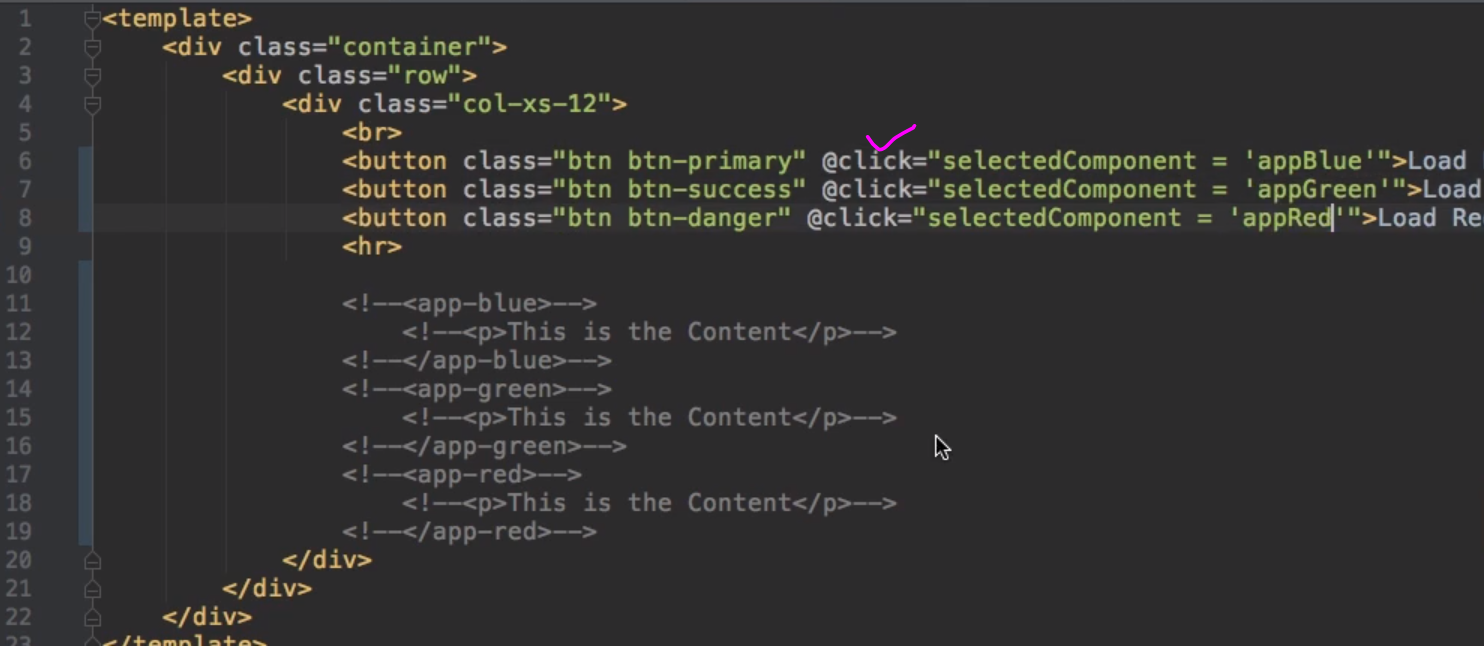 1 <template>
2 <div class="container">
3 <div class="row">
4 <div class="col-xs-12">
5 <br>
6 <button class="btn btn-primary" @click="selectedComponent = 'appBlue'">Load
7 <button class="btn btn-success" @click="selectedComponent = 'appGreen'">Load
8 <button class="btn btn-danger" @click="selectedComponent = 'appRed'">Load Re
9 <hr>
10
11 <!--<app-blue>-->
12 <!--<p>This is the Content</p>-->
13 <!--</app-blue>-->
14 <!--<app-green>-->
15 <!--<p>This is the Content</p>-->
16 <!--</app-green>-->
17 <!--<app-red>-->
18 <!--<p>This is the Content</p>-->
19 <!--</app-red>-->
20 </div>
21 </div>
22 </div>
23 </template>